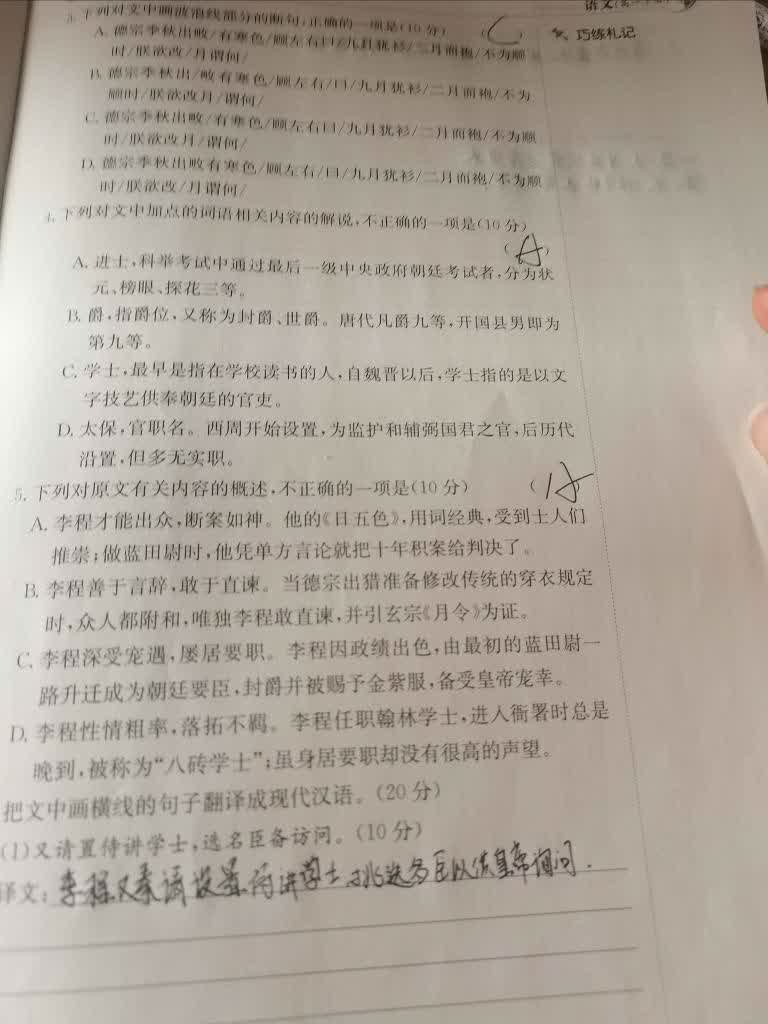 语文
巧练札记
3. 下列对文中画波浪线部分的断句,正确的一项是(10分) ( C )
A. 德宗季秋出畋/有寒色/顾左右曰/九月犹衫/二月而袍/不为顺
时/朕欲改/月谓何/
B. 德宗季秋出/畋有寒色/顾左右/曰/九月犹衫/二月而袍/不为
顺时/朕欲改月/谓何/
C. 德宗季秋出畋/有寒色/顾左右曰/九月犹衫/二月而袍/不为顺
时/朕欲改月/谓何/
D. 德宗季秋出畋有寒色/顾左右/曰/九月犹衫/二月而袍/不为顺
时/朕欲改/月谓何/
4. 下列对文中加点的词语相关内容的解说,不正确的一项是(10分)
( A )
A. 进士,科举考试中通过最后一级中央政府朝廷考试者,分为状
元、榜眼、探花三等。
B. 爵,指爵位,又称为封爵、世爵。唐代凡爵九等,开国县男即为
第九等。
C. 学士,最早是指在学校读书的人,自魏晋以后,学士指的是以文
字技艺供奉朝廷的官吏。
D. 太保,官职名。西周开始设置,为监护和辅弼国君之官,后历代
沿置,但多无实职。
5. 下列对原文有关内容的概述,不正确的一项是(10分) (
A. 李程才能出众,断案如神。他的《日五色》,用词经典,受到士人们
推崇;做蓝田尉时,他凭单方言论就把十年积案给判决了。
B. 李程善于言辞,敢于直谏。当德宗出猎准备修改传统的穿衣规定
时,众人都附和,唯独李程敢直谏,并引玄宗《月令》为证。
C. 李程深受宠遇,屡居要职。李程因政绩出色,由最初的蓝田尉一
路升迁成为朝廷要臣,封爵并被赐予金紫服,备受皇帝宠幸。
D. 李程性情粗率,落拓不羁。李程任职翰林学士,进入衙署时总是
晚到,被称为“八砖学士”;虽身居要职却没有很高的声望。
把文中画横线的句子翻译成现代汉语。(20分)
(1)又请置侍讲学士,选名臣备访问。(10分)
译文:李程又奏请设置侍讲学士,挑选名臣以供皇帝询问.